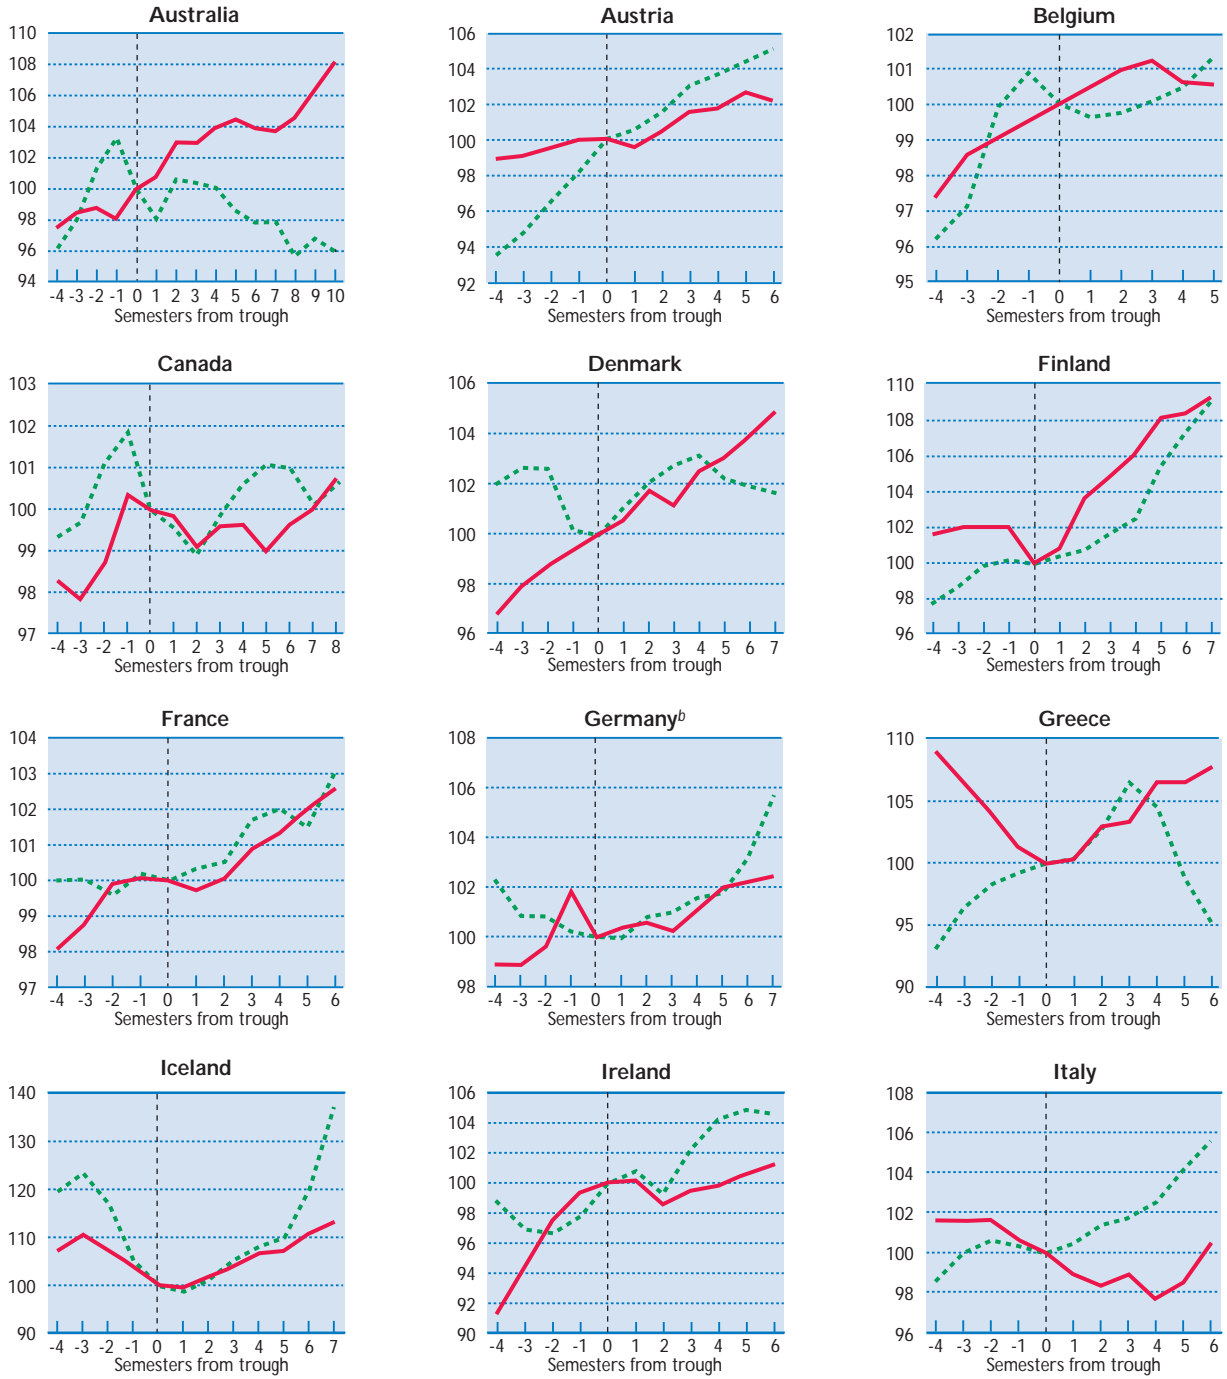 Australia
110
108
106
104
102
100
98
96
94
-4 -3 -2 -1 0 1 2 3 4 5 6 7 8 9 10
Semesters from trough
Austria
106
104
102
100
98
96
94
92
-4 -3 -2 -1 0 1 2 3 4 5 6
Semesters from trough
Belgium
102
101
100
99
98
97
96
95
-4 -3 -2 -1 0 1 2 3 4 5
Semesters from trough
Canada
103
102
101
100
99
98
97
-4 -3 -2 -1 0 1 2 3 4 5 6 7 8
Semesters from trough
Denmark
106
104
102
100
98
96
-4 -3 -2 -1 0 1 2 3 4 5 6 7
Semesters from trough
Finland
110
108
106
104
102
100
98
96
-4 -3 -2 -1 0 1 2 3 4 5 6 7
Semesters from trough
France
104
103
102
101
100
99
98
97
-4 -3 -2 -1 0 1 2 3 4 5 6
Semesters from trough
Germany b
108
106
104
102
100
98
-4 -3 -2 -1 0 1 2 3 4 5 6 7
Semesters from trough
Greece
110
105
100
95
90
-4 -3 -2 -1 0 1 2 3 4 5 6
Semesters from trough
Iceland
140
130
120
110
100
90
-4 -3 -2 -1 0 1 2 3 4 5 6 7
Semesters from trough
Ireland
106
104
102
100
98
96
94
92
90
-4 -3 -2 -1 0 1 2 3 4 5 6
Semesters from trough
Italy
108
106
104
102
100
98
96
-4 -3 -2 -1 0 1 2 3 4 5 6
Semesters from trough